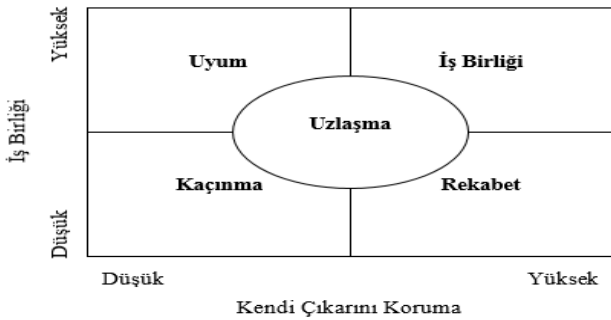 Yüksek
Uyum
İş Birliği
İş Birliği
Uzlaşma
Kaçınma
Rekabet
Düşük
Düşük
Yüksek
Kendi Çıkarını Koruma